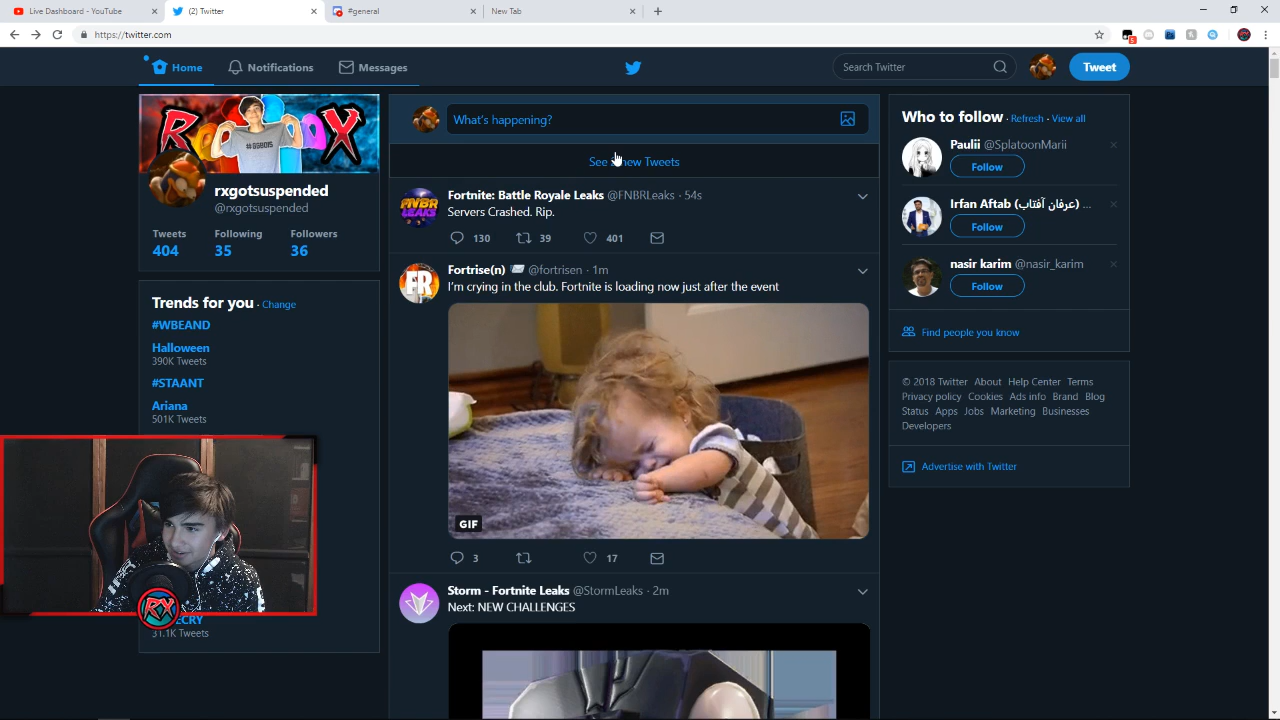 Live Dashboard - YouTube
(2) Twitter
#general
New Tab
https://twitter.com
Home
Notifications
Messages
Search Twitter
Tweet
#GGBOIS
rxgotsuspended
@rxgotsuspended
Tweets Following Followers
404 35 36
Trends for you · Change
#WBEAND
Halloween
390K Tweets
#STAANT
Ariana
501K Tweets
RX
31.1K Tweets
What's happening?
See new Tweets
FNBR LEAKS
Fortnite: Battle Royale Leaks @FNBRLeaks · 54s
Servers Crashed. Rip.
130 39 401
FR
Fortrise(n) @fortrisen · 1m
I'm crying in the club. Fortnite is loading now just after the event
GIF
3 17
Storm - Fortnite Leaks @StormLeaks · 2m
Next: NEW CHALLENGES
Who to follow · Refresh · View all
Paulii @SplatoonMarii
Follow
Irfan Aftab (عرفان آفتاب) ...
Follow
nasir karim @nasir_karim
Follow
Find people you know
© 2018 Twitter About Help Center Terms
Privacy policy Cookies Ads info Brand Blog
Status Apps Jobs Marketing Businesses
Developers
Advertise with Twitter